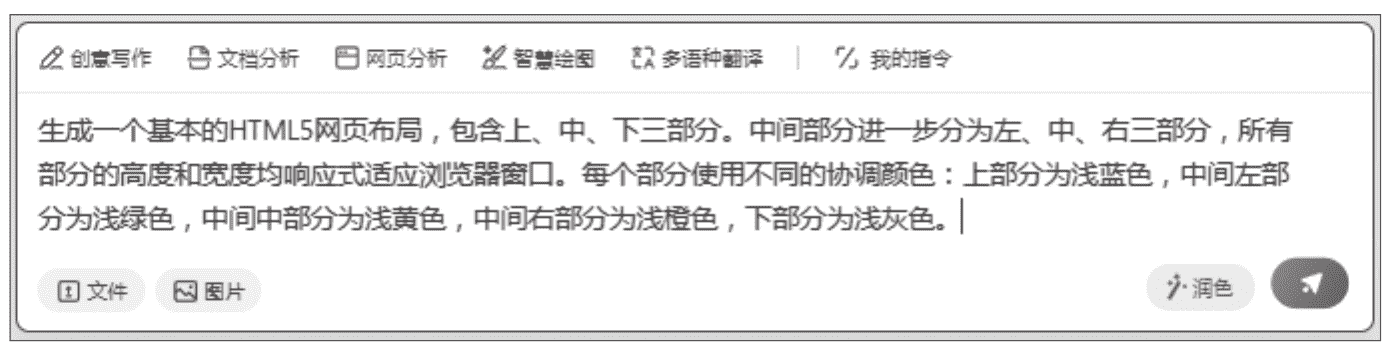 创意写作 文档分析 网页分析 智慧绘图 多语种翻译 | 我的指令
生成一个基本的HTML5网页布局，包含上、中、下三部分。中间部分进一步分为左、中、右三部分，所有
部分的高度和宽度均响应式适应浏览器窗口。每个部分使用不同的协调颜色：上部分为浅蓝色，中间左部
分为浅绿色，中间中部分为浅黄色，中间右部分为浅橙色，下部分为浅灰色。
文件 图片 润色